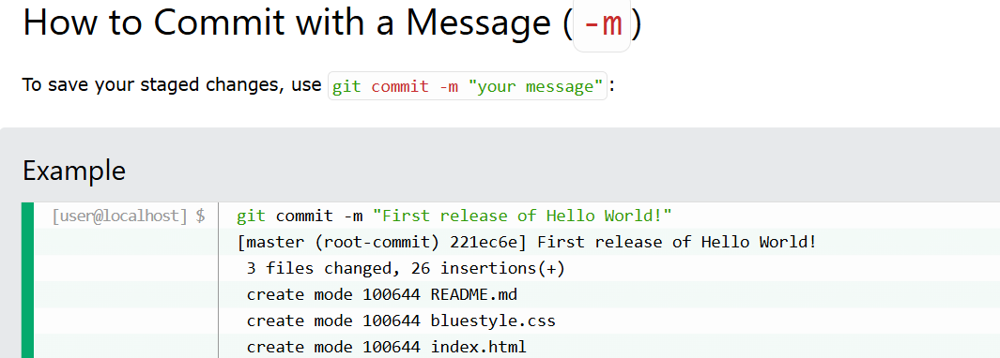 How to Commit with a Message (-m)
To save your staged changes, use git commit -m "your message":
Example
[user@localhost] $ git commit -m "First release of Hello World!"
[master (root-commit) 221ec6e] First release of Hello World!
3 files changed, 26 insertions(+)
create mode 100644 README.md
create mode 100644 bluestyle.css
create mode 100644 index.html